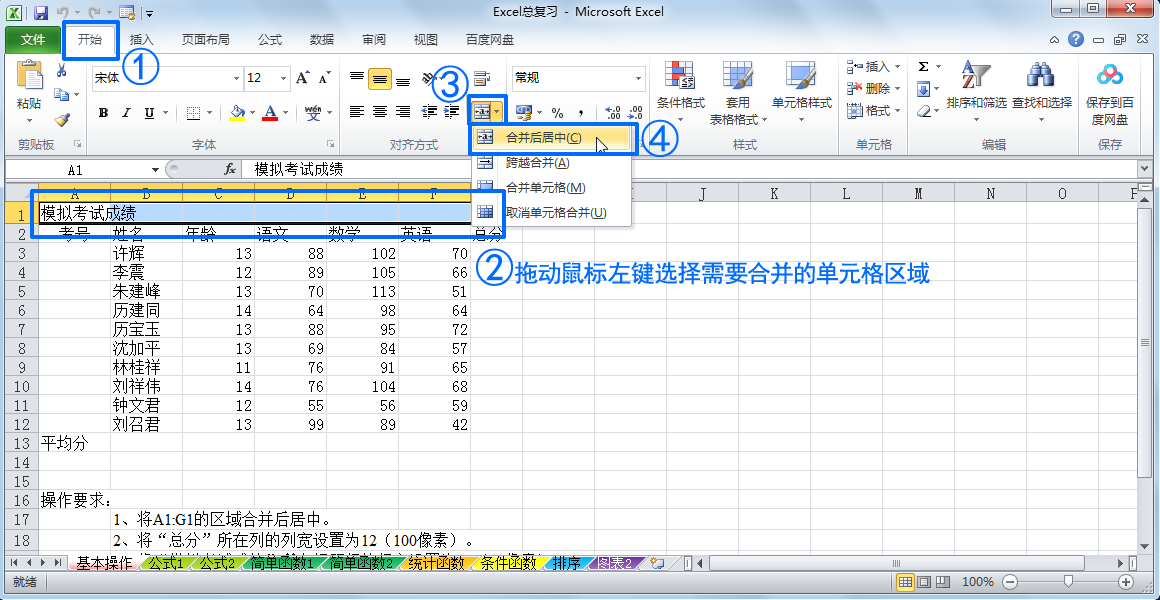 Excel总复习 - Microsoft Excel
文件 开始 插入 页面布局 公式 数据 审阅 视图 百度网盘
① ③ ④
宋体 12 常规
粘贴
B I U
剪贴板 字体 对齐方式
条件格式 套用 表格格式 单元格样式
样式
插入
删除
格式
单元格
排序和筛选 查找和选择
编辑
保存到百度网盘
保存
合并后居中(C)
跨越合并(A)
合并单元格(M)
取消单元格合并(U)
A1 fx 模拟考试成绩
A B C D E F J K L M N O
1 模拟考试成绩
2 考号 姓名 年龄 语文 数学 英语 总分
3 许辉 13 88 102 70
4 李震 12 89 105 66
5 朱建峰 13 70 113 51
6 历建同 14 64 98 64
7 历宝玉 13 88 95 72
8 沈加平 13 69 84 57
9 林桂祥 11 76 91 65
10 刘祥伟 14 76 104 68
11 钟文君 12 55 56 59
12 刘召君 13 99 89 42
②拖动鼠标左键选择需要合并的单元格区域
13 平均分
14
15
16 操作要求:
17 1、将A1:G1的区域合并后居中。
18 2、将“总分”所在列的列宽设置为12（100像素）。
基本操作 公式1 公式2 简单函数1 简单函数2 统计函数 条件函数 排序 图表2
就绪 100%